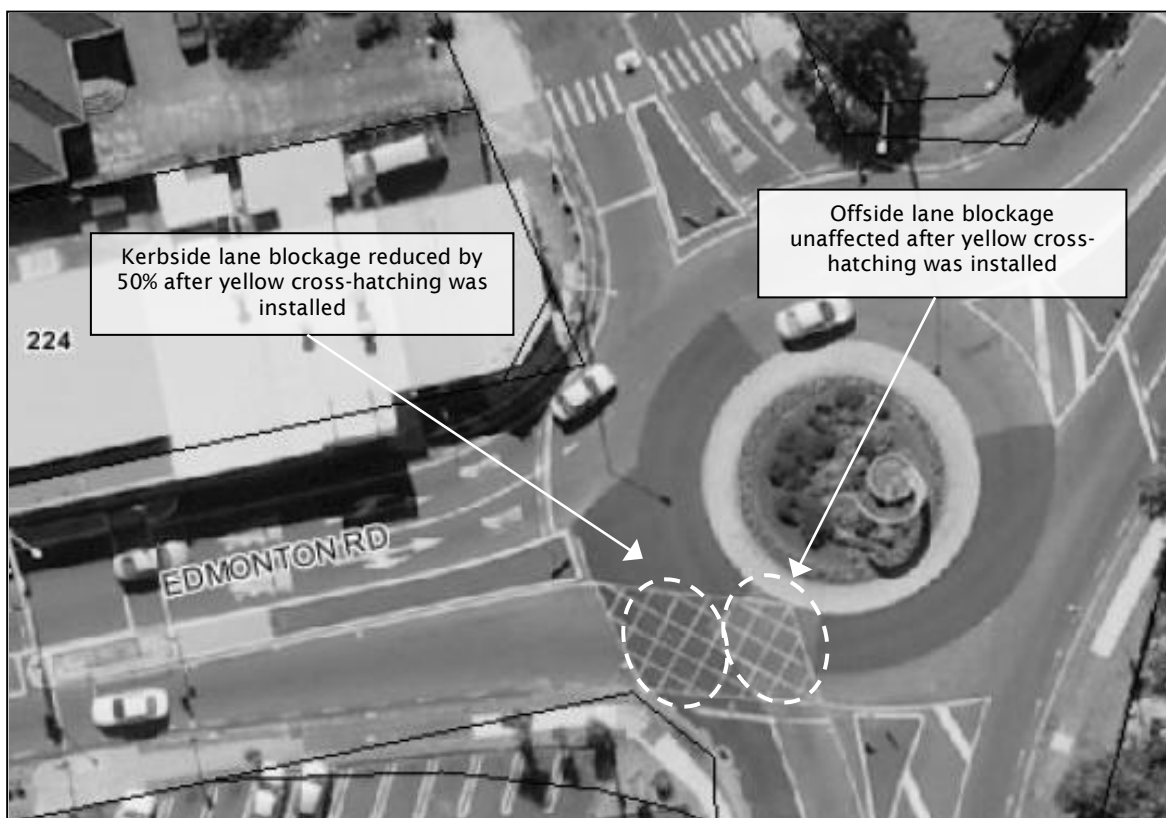 Offside lane blockage
unaffected after yellow cross-
hatching was installed
Kerbside lane blockage reduced by
50% after yellow cross-hatching was
installed
224
EDMONTON RD